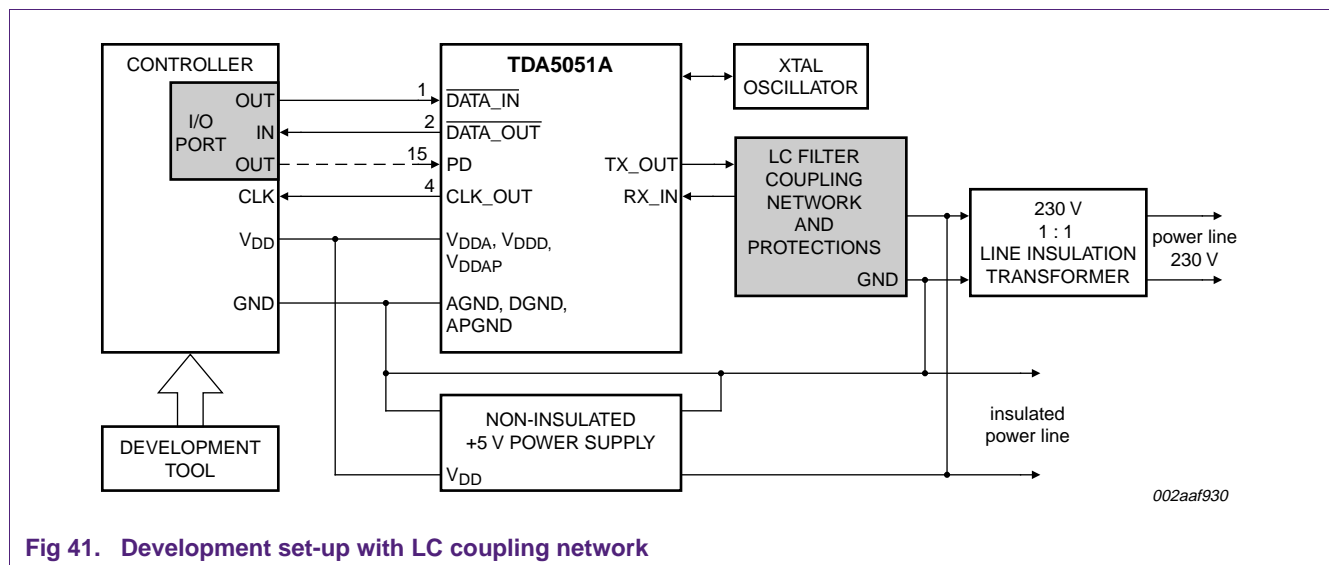 CONTROLLER
I/O
PORT
OUT
IN
OUT
CLK
VDD
GND
1
2
15
4
TDA5051A
DATA_IN
DATA_OUT
PD
CLK_OUT
VDDA, VDDD,
VDDAP
AGND, DGND,
APGND
TX_OUT
RX_IN
XTAL
OSCILLATOR
LC FILTER
COUPLING
NETWORK
AND
PROTECTIONS
GND
230 V
1 : 1
LINE INSULATION
TRANSFORMER
power line
230 V
DEVELOPMENT
TOOL
NON-INSULATED
+5 V POWER SUPPLY
VDD
insulated
power line
002aaf930
Fig 41. Development set-up with LC coupling network